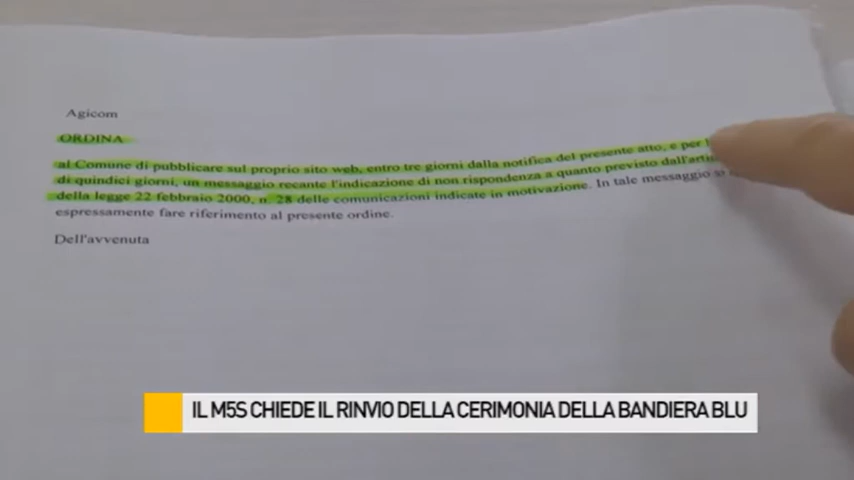 Agicom
ORDINA
al Comune di pubblicare sul proprio sito web, entro tre giorni dalla notifica del presente atto, e per
di quindici giorni, un messaggio recante l'indicazione di non rispondenza a quanto previsto dall'arti
della legge 22 febbraio 2000, n. 28 delle comunicazioni indicate in motivazione. In tale messaggio si
espressamente fare riferimento al presente ordine.
Dell'avvenuta
IL M5S CHIEDE IL RINVIO DELLA CERIMONIA DELLA BANDIERA BLU